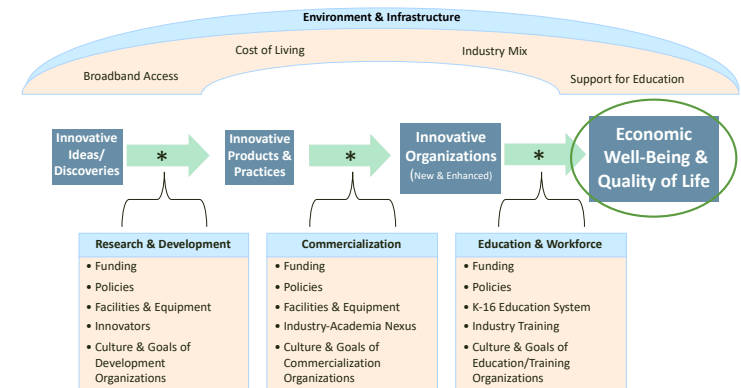 Environment & Infrastructure
Cost of Living
Industry Mix
Broadband Access
Support for Education
Innovative
Ideas/
Discoveries
*
Innovative
Products &
Practices
*
Innovative
Organizations
(New & Enhanced)
*
Economic
Well-Being &
Quality of Life
Research & Development
• Funding
• Policies
• Facilities & Equipment
• Innovators
• Culture & Goals of
Development
Organizations
Commercialization
• Funding
• Policies
• Facilities & Equipment
• Industry-Academia Nexus
• Culture & Goals of
Commercialization
Organizations
Education & Workforce
• Funding
• Policies
• K-16 Education System
• Industry Training
• Culture & Goals of
Education/Training
Organizations